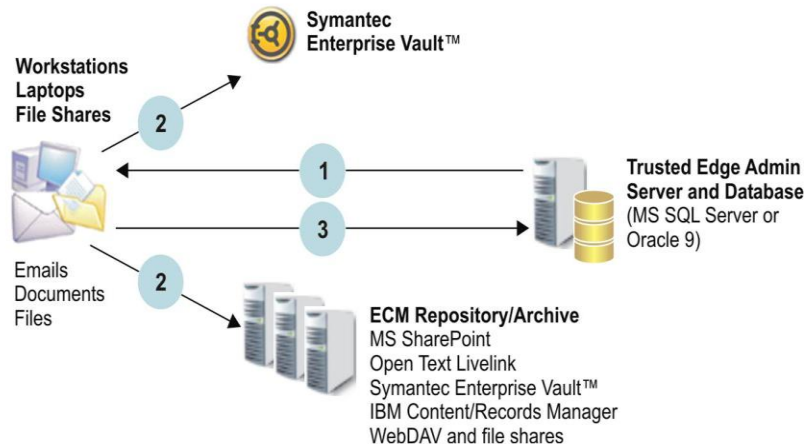 Symantec
Enterprise Vault™
Workstations
Laptops
File Shares
2
1
Trusted Edge Admin
Server and Database
(MS SQL Server or
Oracle 9)
3
Emails
Documents
Files
2
ECM Repository/Archive
MS SharePoint
Open Text Livelink
Symantec Enterprise Vault™
IBM Content/Records Manager
WebDAV and file shares